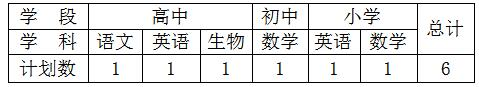 学 段 高中 初中 小学 总计
学 科 语文 英语 生物 数学 英语 数学
计划数 1 1 1 1 1 1 6